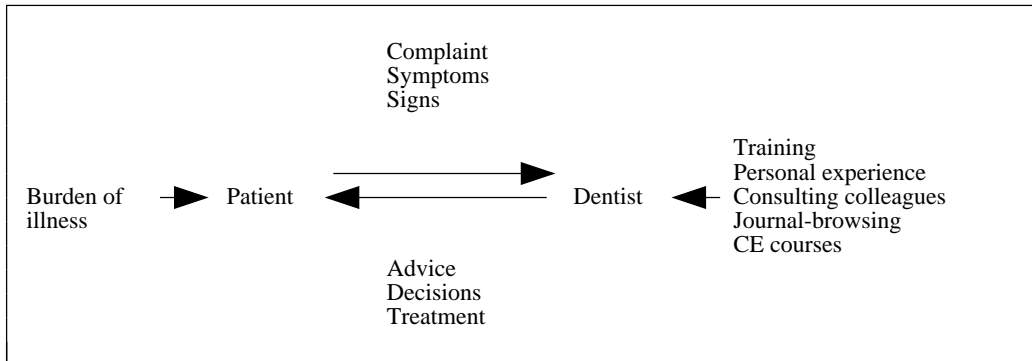 Complaint
Symptoms
Signs
Burden of
illness
Patient
Dentist
Training
Personal experience
Consulting colleagues
Journal-browsing
CE courses
Advice
Decisions
Treatment